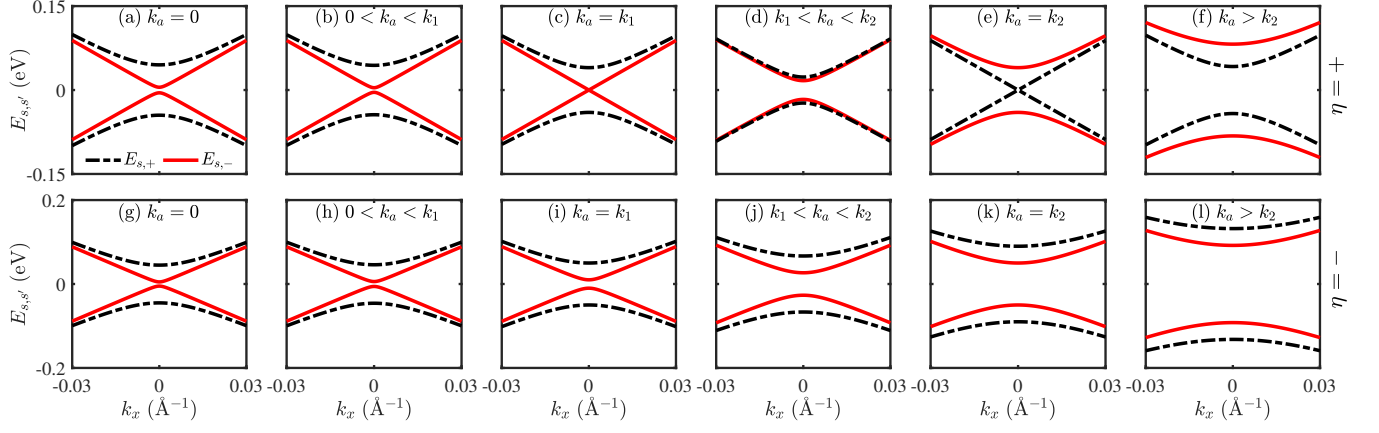 (a) k_a = 0
(b) 0 < k_a < k_1
(c) k_a = k_1
(d) k_1 < k_a < k_2
(e) k_a = k_2
(f) k_a > k_2
0.15
0
-0.15
E_{s,s'} (eV)
E_{s,+}
E_{s,-}
η = +
(g) k_a = 0
(h) 0 < k_a < k_1
(i) k_a = k_1
(j) k_1 < k_a < k_2
(k) k_a = k_2
(l) k_a > k_2
0.2
0
-0.2
E_{s,s'} (eV)
η = −
-0.03 0 0.03
-0.03 0 0.03
-0.03 0 0.03
-0.03 0 0.03
-0.03 0 0.03
-0.03 0 0.03
k_x (Å⁻¹)
k_x (Å⁻¹)
k_x (Å⁻¹)
k_x (Å⁻¹)
k_x (Å⁻¹)
k_x (Å⁻¹)